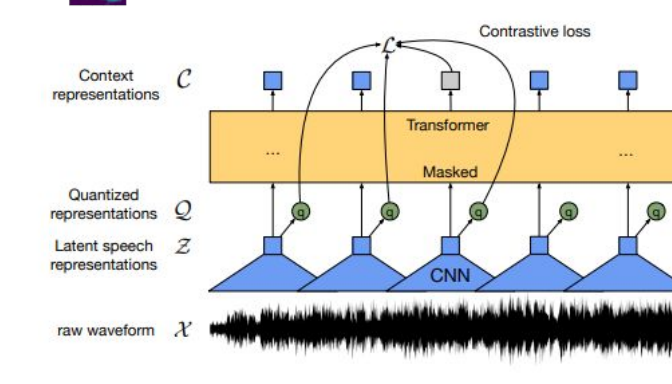 Contrastive loss
ℒ
Context
representations
𝒞
Transformer
...
...
Masked
Quantized
representations
𝒬
q
q
q
q
q
Latent speech
representations
𝒵
CNN
raw waveform
𝒳